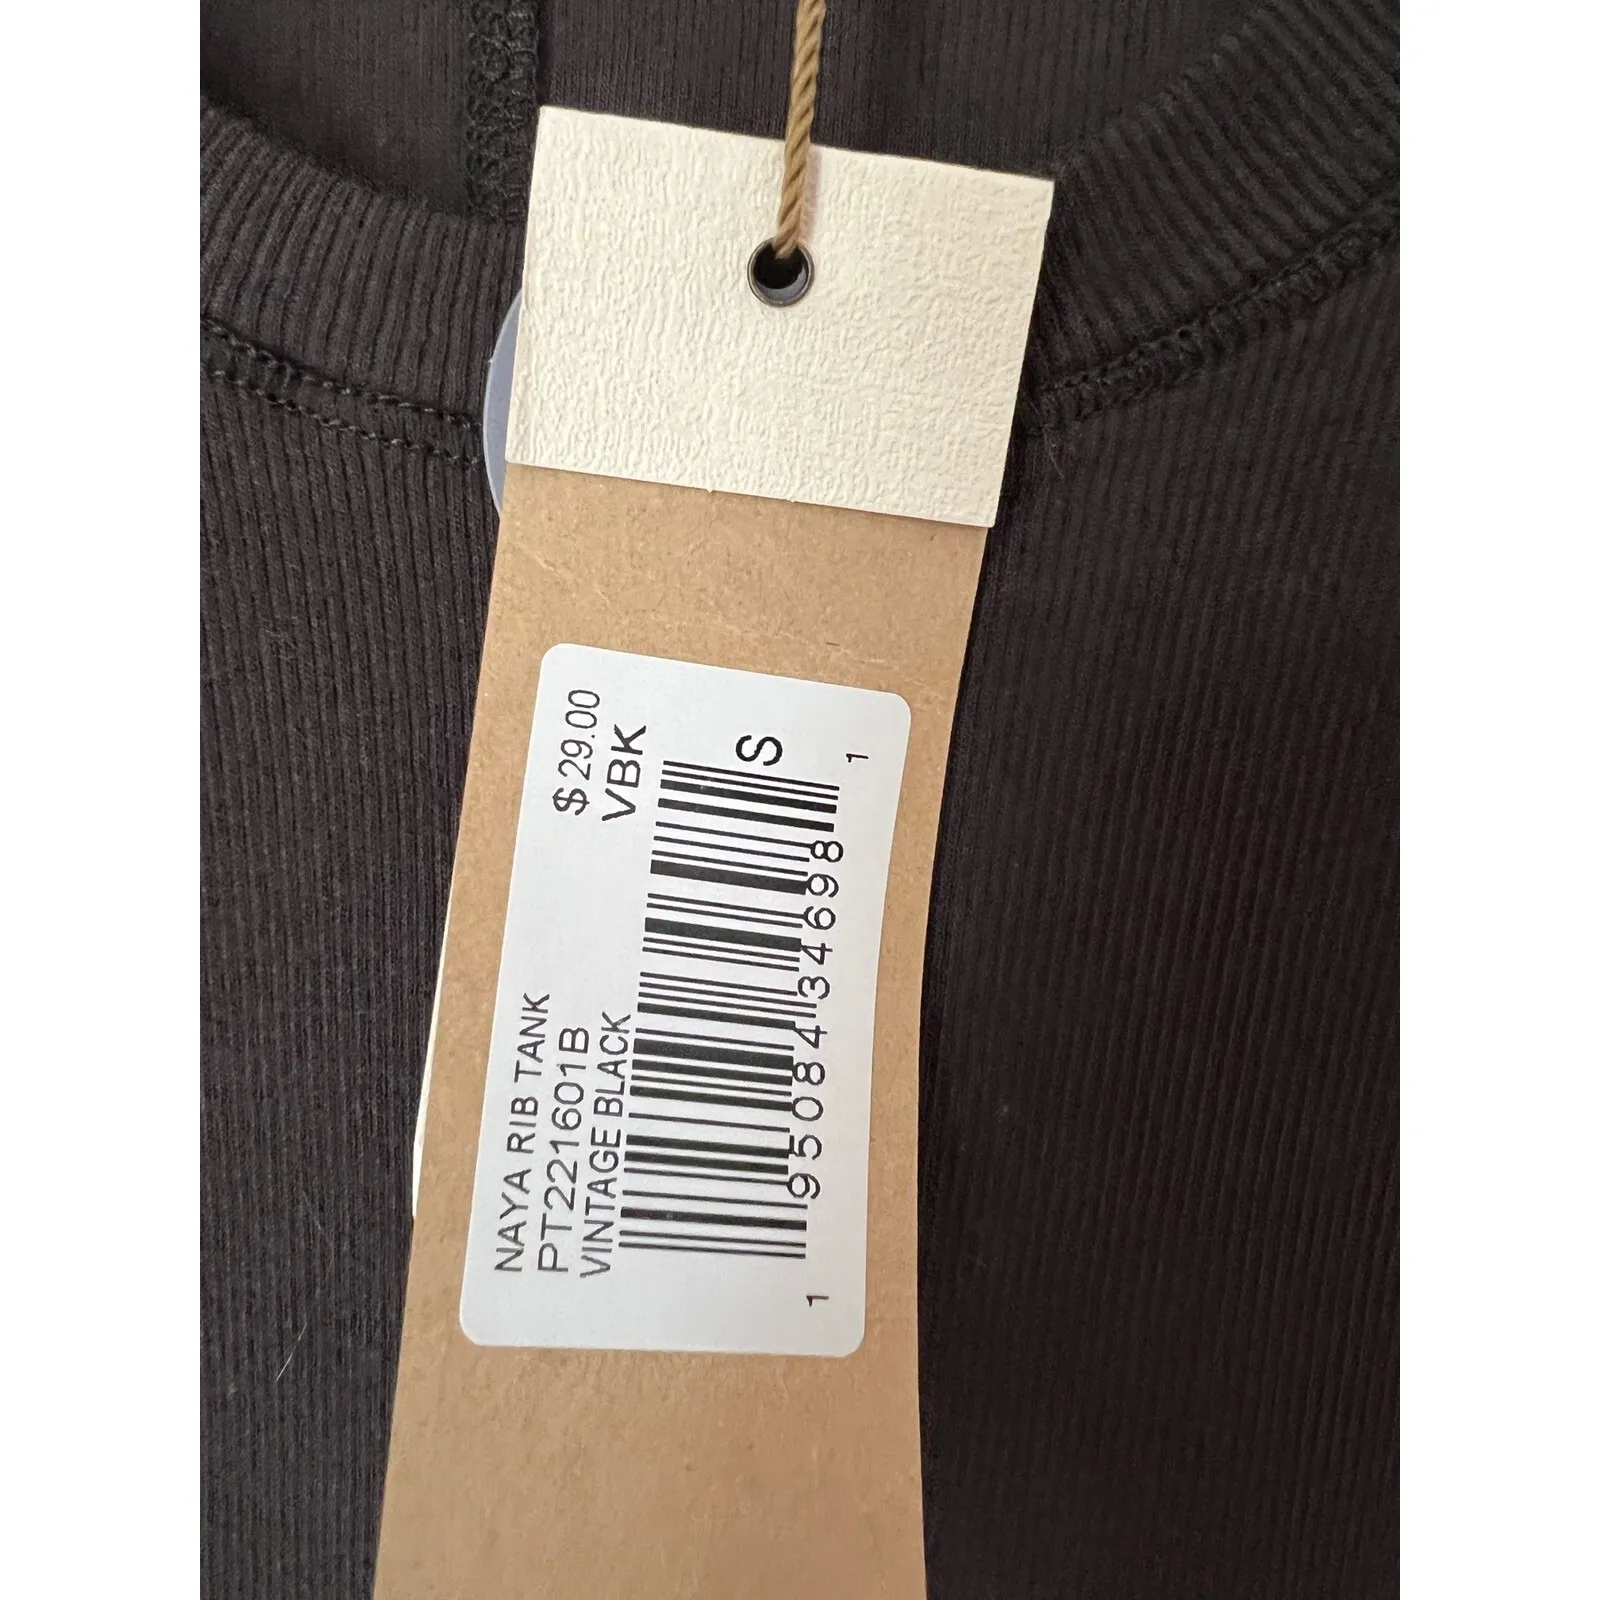 NAYA RIB TANK $ 29.00
PT221601B VBK
VINTAGE BLACK
S
1 95084 34698 1